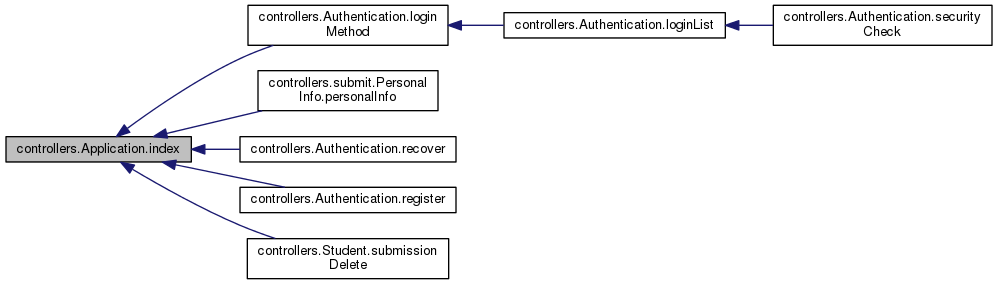 controllers.Authentication.login
Method
controllers.Authentication.loginList
controllers.Authentication.security
Check
controllers.submit.Personal
Info.personalInfo
controllers.Application.index
controllers.Authentication.recover
controllers.Authentication.register
controllers.Student.submission
Delete